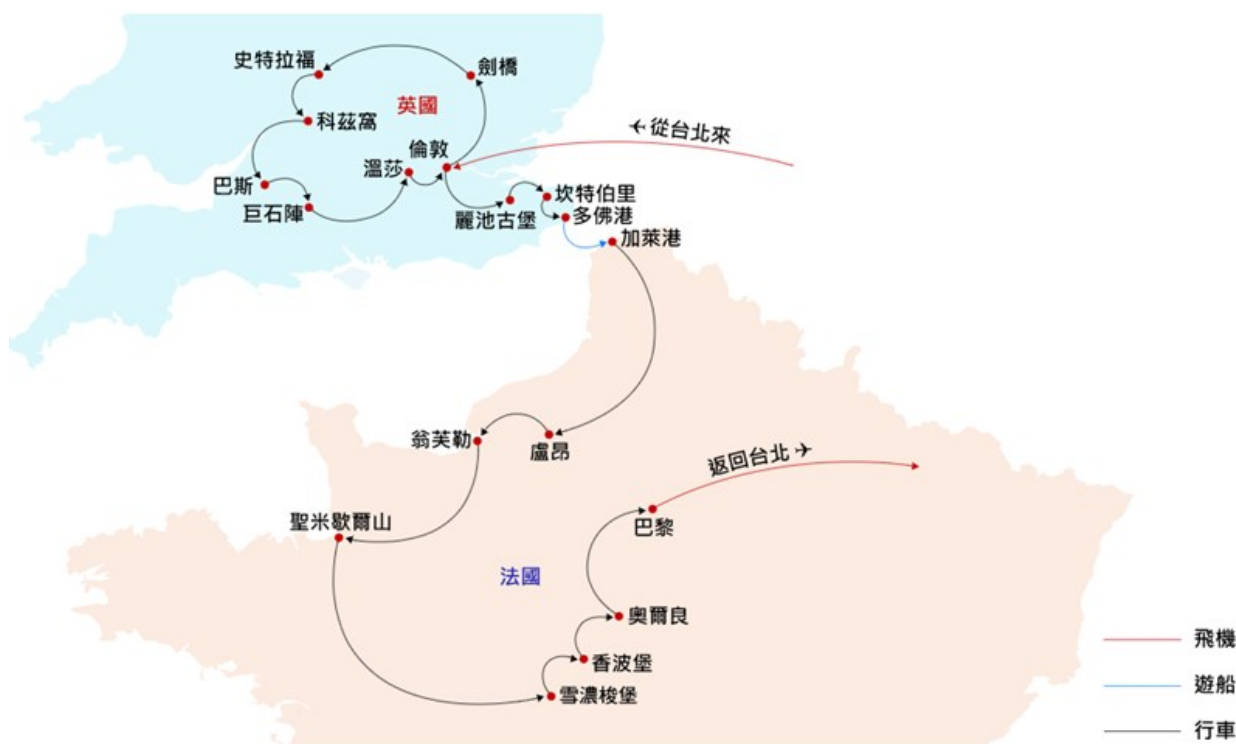 史特拉福
劍橋
英國
科茲窩
從台北來
倫敦
溫莎
巴斯
坎特伯里
巨石陣
麗池古堡
多佛港
加萊港
翁芙勒
盧昂
返回台北
聖米歇爾山
巴黎
法國
奧爾良
飛機
香波堡
遊船
雪濃梭堡
行車